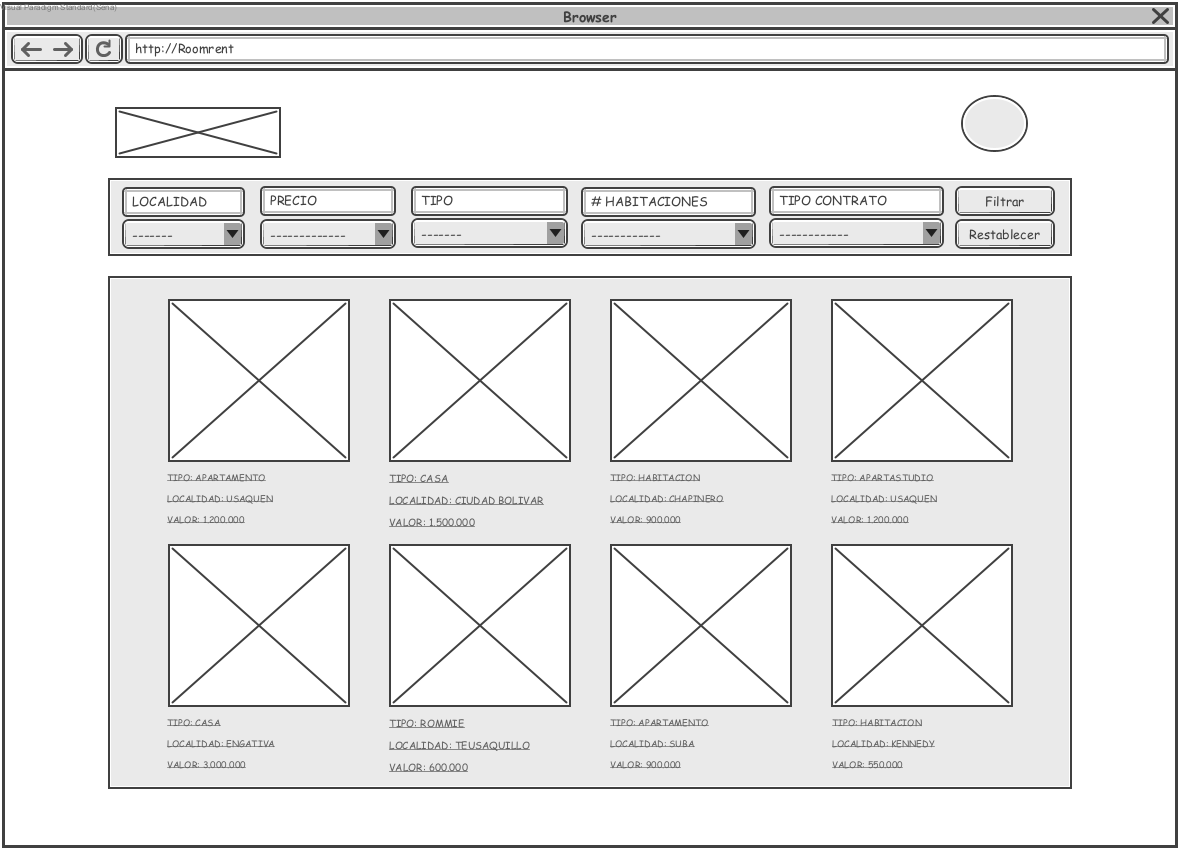 Visual Paradigm Standard(Seria)
Browser
http://Roomrent
LOCALIDAD
PRECIO
TIPO
# HABITACIONES
TIPO CONTRATO
Filtrar
-------
-------------
-------
------------
------------
Restablecer
TIPO: APARTAMENTO
LOCALIDAD: USAQUEN
VALOR: 1.200.000
TIPO: CASA
LOCALIDAD: CIUDAD BOLIVAR
VALOR: 1.500.000
TIPO: HABITACION
LOCALIDAD: CHAPINERO
VALOR: 900.000
TIPO: APARTASTUDIO
LOCALIDAD: USAQUEN
VALOR: 1.200.000
TIPO: CASA
LOCALIDAD: ENGATIVA
VALOR: 3.000.000
TIPO: ROMMIE
LOCALIDAD: TEUSAQUILLO
VALOR: 600.000
TIPO: APARTAMENTO
LOCALIDAD: SUBA
VALOR: 900.000
TIPO: HABITACION
LOCALIDAD: KENNEDY
VALOR: 550.000